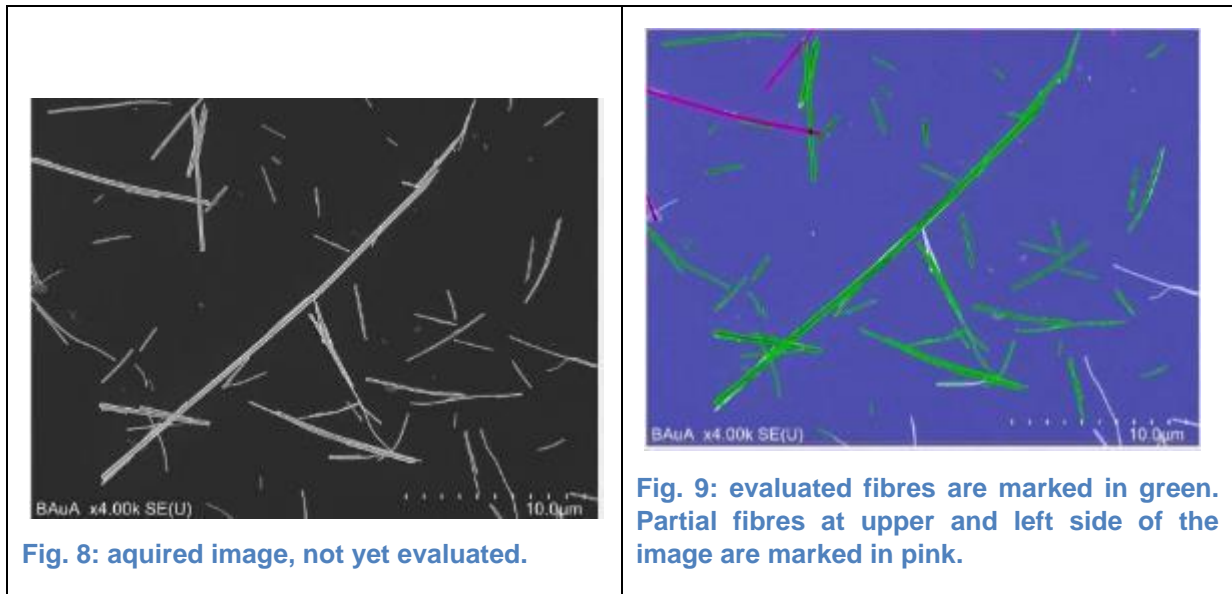 BAuA x4.00k SE(U) 10.0µm
Fig. 8: aquired image, not yet evaluated.
BAuA x4.00k SE(U) 10.0µm
Fig. 9: evaluated fibres are marked in green.
Partial fibres at upper and left side of the
image are marked in pink.